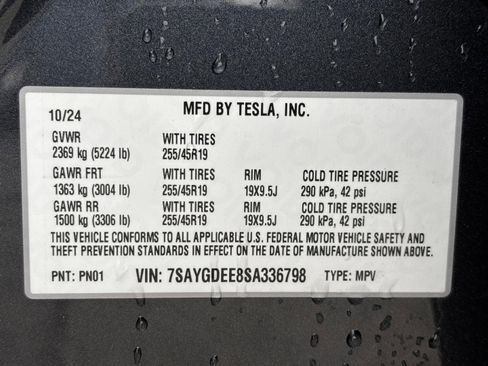 10/24 MFD BY TESLA, INC.
GVWR WITH TIRES
2369 kg (5224 lb) 255/45R19
GAWR FRT WITH TIRES RIM COLD TIRE PRESSURE
1363 kg (3004 lb) 255/45R19 19X9.5J 290 kPa, 42 psi
GAWR RR WITH TIRES RIM COLD TIRE PRESSURE
1500 kg (3306 lb) 255/45R19 19X9.5J 290 kPa, 42 psi
THIS VEHICLE CONFORMS TO ALL APPLICABLE U.S. FEDERAL MOTOR VEHICLE SAFETY AND
THEFT PREVENTION STANDARDS IN EFFECT ON THE DATE OF MANUFACTURE SHOWN ABOVE.
PNT: PN01 VIN: 7SAYGDEE8SA336798 TYPE: MPV